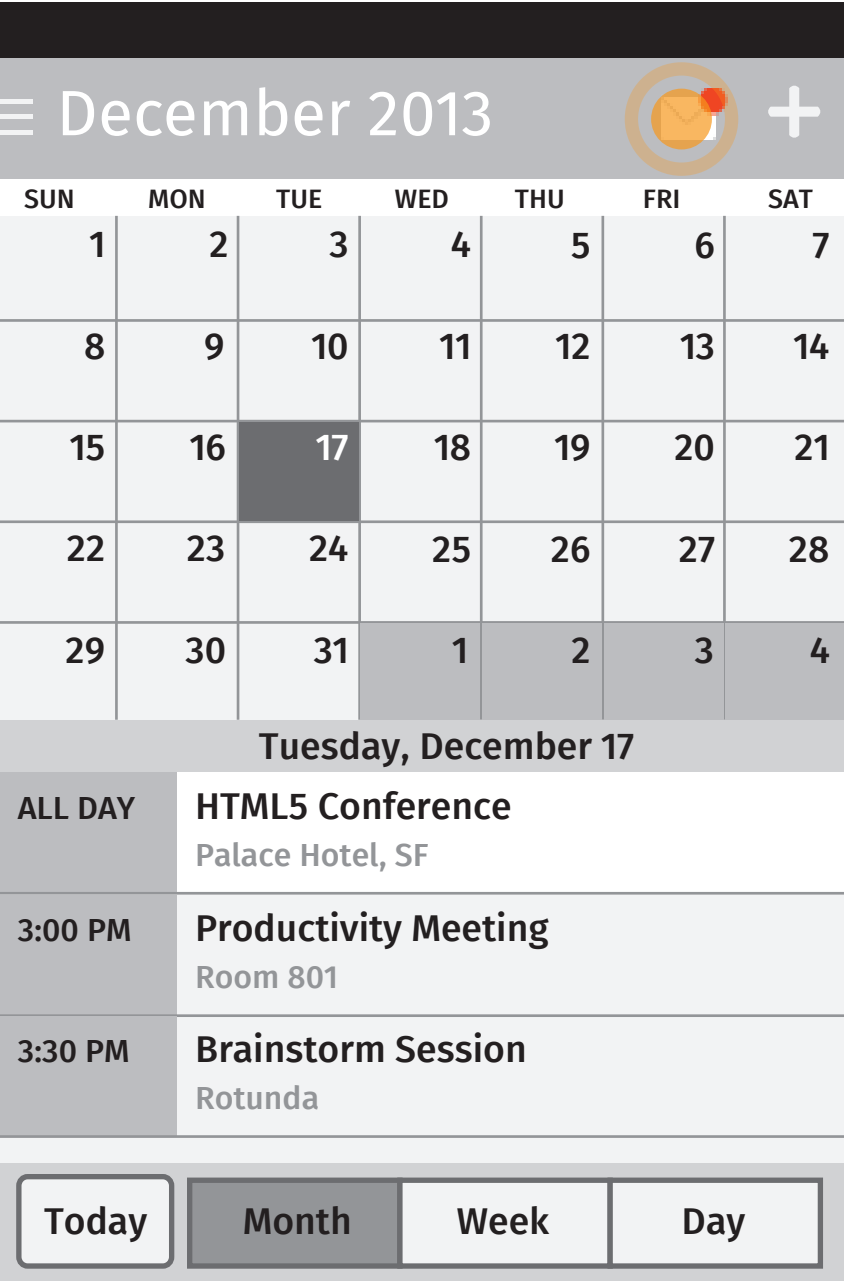 December 2013
SUN MON TUE WED THU FRI SAT
1 2 3 4 5 6 7
8 9 10 11 12 13 14
15 16 17 18 19 20 21
22 23 24 25 26 27 28
29 30 31 1 2 3 4
Tuesday, December 17
ALL DAY HTML5 Conference
Palace Hotel, SF
3:00 PM Productivity Meeting
Room 801
3:30 PM Brainstorm Session
Rotunda
Today Month Week Day